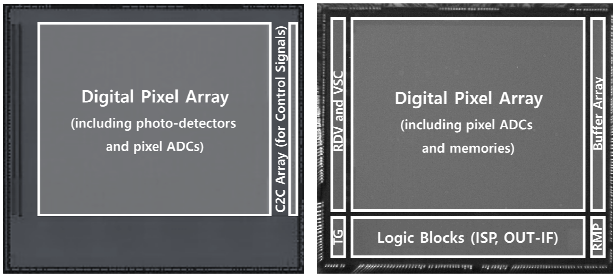 Digital Pixel Array
(including photo-detectors
and pixel ADCs)
C2C Array (for Control Signals)
RDV and VSC
Digital Pixel Array
(including pixel ADCs
and memories)
Buffer Array
TG
Logic Blocks (ISP, OUT-IF)
RMP